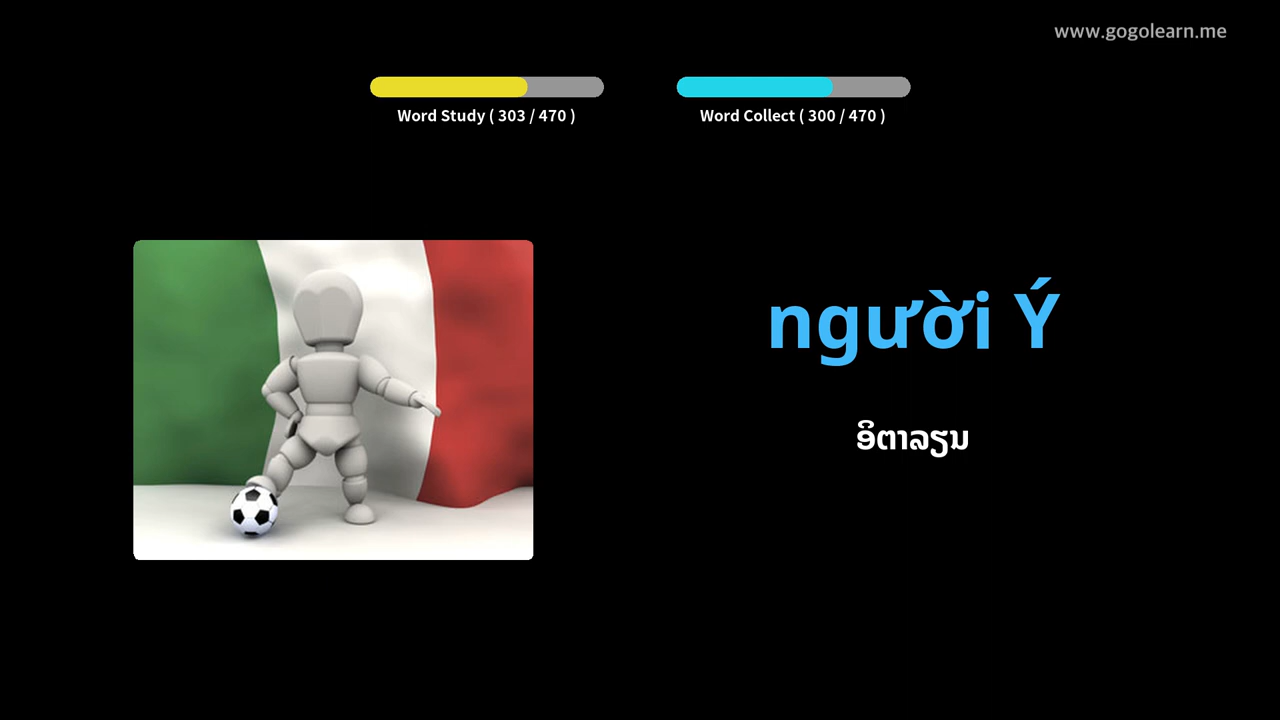 www.gogolearn.me
Word Study ( 303 / 470 )
Word Collect ( 300 / 470 )
người Ý
ອິຕາລຽນ